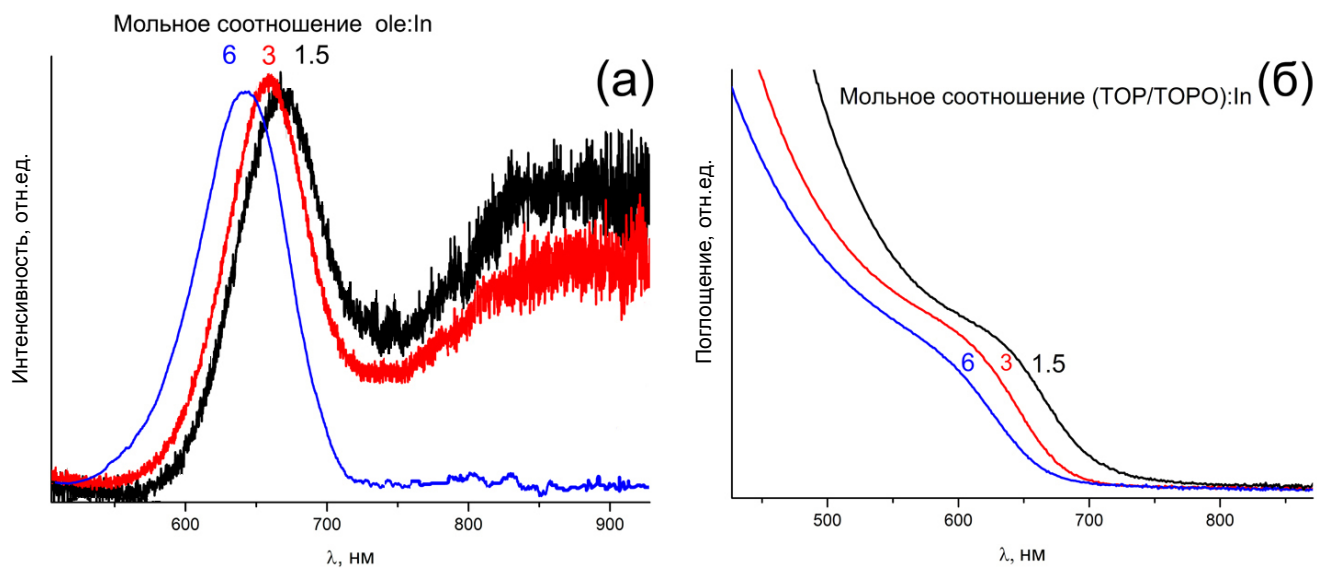 Мольное соотношение ole:In
6 3 1.5
(а)
Интенсивность, отн.ед.
600 700 800 900
λ, нм
Мольное соотношение (TOP/TOPO):In
(б)
Поглощение, отн.ед.
6 3 1.5
500 600 700 800
λ, нм